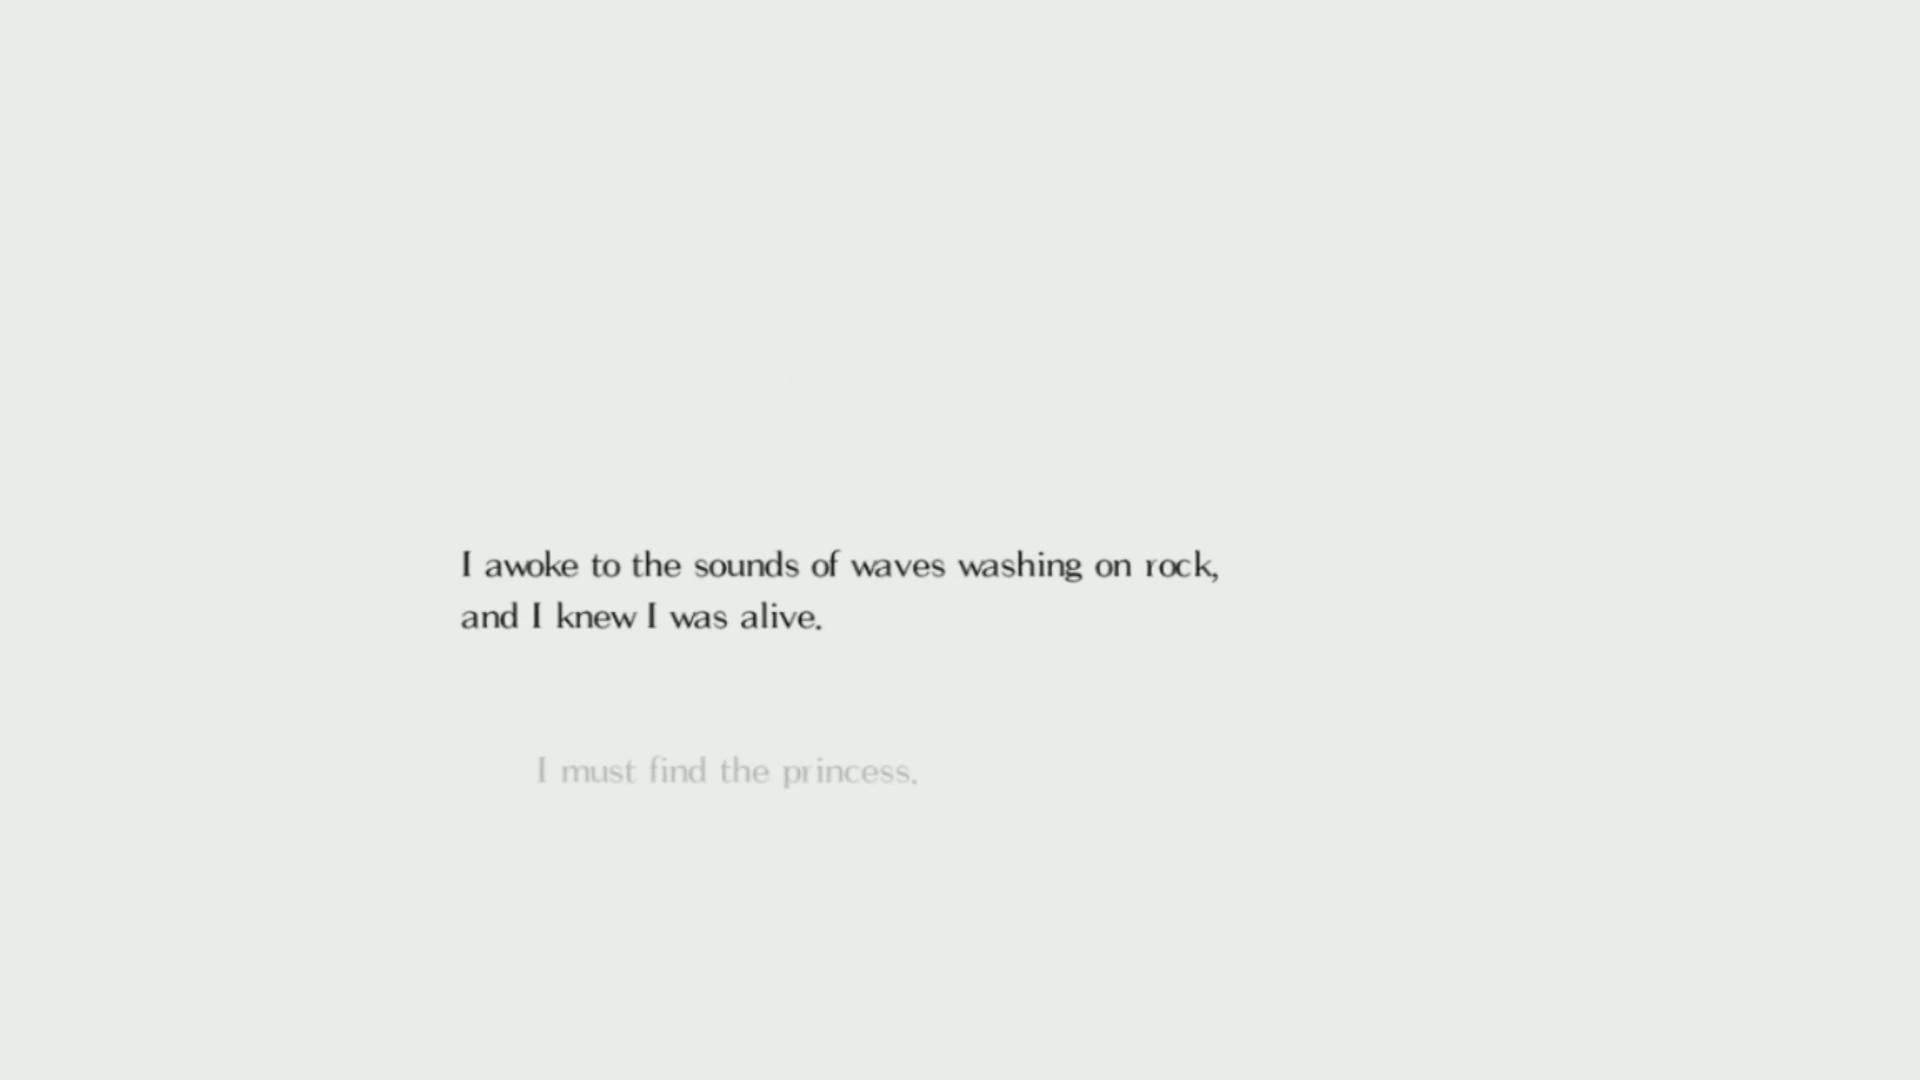 I awoke to the sounds of waves washing on rock,
and I knew I was alive.
I must find the princess.